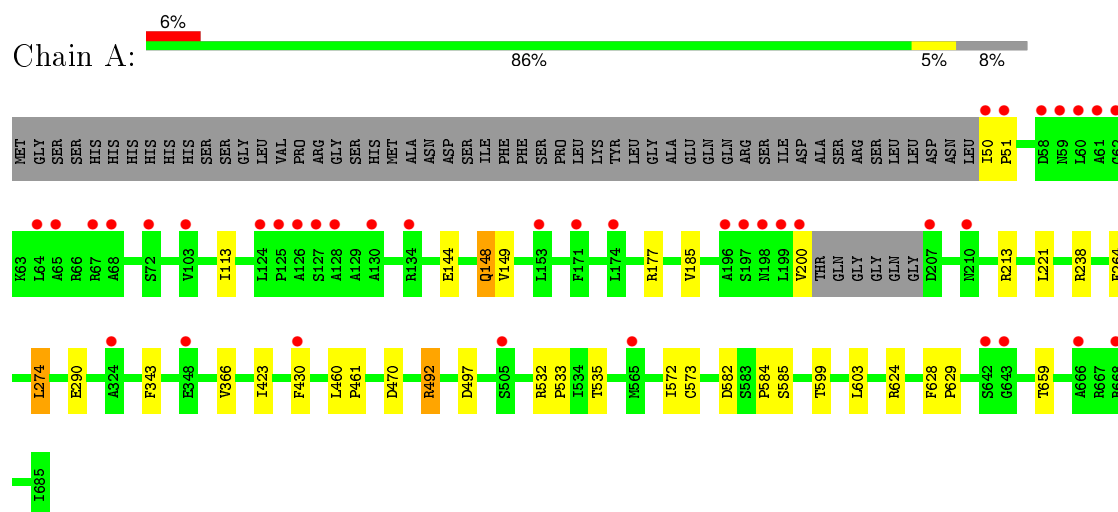 6%
Chain A:
86% 5% 8%
MET GLY SER SER HIS HIS HIS HIS HIS HIS SER SER GLY LEU VAL PRO ARG GLY SER HIS MET ALA ASN ASP SER ILE PHE PHE SER PRO LEU LYS TYR LEU GLY ALA GLU GLN GLN ARG SER ILE ASP ALA SER ARG SER LEU LEU ASP ASN LEU I50 P51 D58 N59 L60 A61
K63 L64 A65 R66 R67 A68 S72 V103 I113 L124 P125 A126 S127 A128 A129 A130 R134 E144 Q148 V149 L153 F171 L174 R177 V185 A196 S197 N198 L199 V200 THR GLN GLY GLY GLN GLY D207 N210 R213 L221 R238
L274 E290 A324 F343 E348 V366 I423 F430 L460 P461 D470 R492 D497 S505 R532 P533 I534 T535 M565 I572 C573 D582 S583 P584 S585 T599 L603 R624 F628 P629 S642 G643 T659 A666 R667
I685